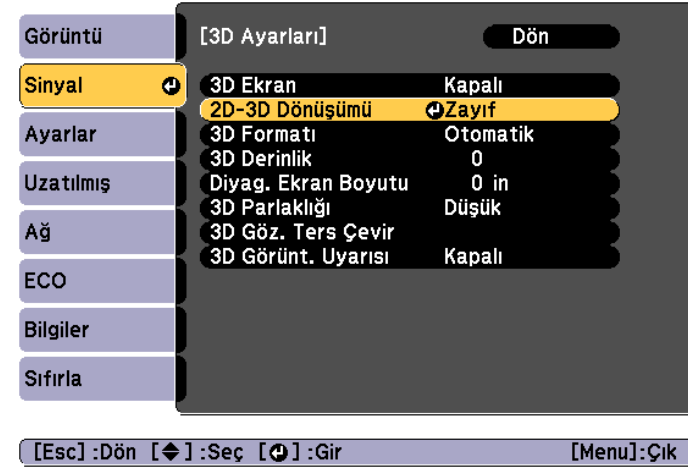 Görüntü
Sinyal
Ayarlar
Uzatılmış
Ağ
ECO
Bilgiler
Sıfırla
[3D Ayarları] Dön
3D Ekran Kapalı
2D-3D Dönüşümü Zayıf
3D Formatı Otomatik
3D Derinlik 0
Diyag. Ekran Boyutu 0 in
3D Parlaklığı Düşük
3D Göz. Ters Çevir
3D Görünt. Uyarısı Kapalı
[Esc] :Dön [◆] :Seç [↵] :Gir [Menu]:Çık